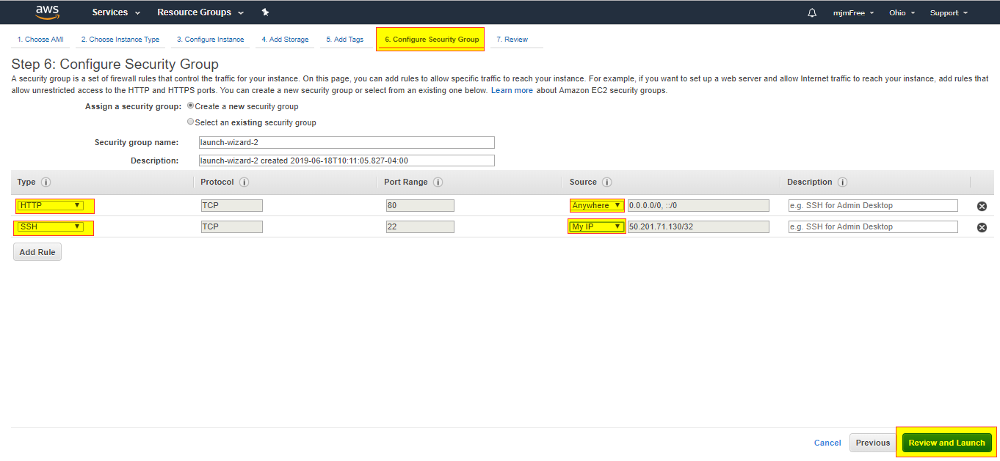 aws Services Resource Groups mjmFree Ohio Support
1. Choose AMI 2. Choose Instance Type 3. Configure Instance 4. Add Storage 5. Add Tags 6. Configure Security Group 7. Review
Step 6: Configure Security Group
A security group is a set of firewall rules that control the traffic for your instance. On this page, you can add rules to allow specific traffic to reach your instance. For example, if you want to set up a web server and allow Internet traffic to reach your instance, add rules that
allow unrestricted access to the HTTP and HTTPS ports. You can create a new security group or select from an existing one below. Learn more about Amazon EC2 security groups.
Assign a security group: Create a new security group
Select an existing security group
Security group name: launch-wizard-2
Description: launch-wizard-2 created 2019-06-18T10:11:05.827-04:00
Type i Protocol i Port Range i Source i Description i
HTTP TCP 80 Anywhere 0.0.0.0/0, ::/0 e.g. SSH for Admin Desktop
SSH TCP 22 My IP 50.201.71.130/32 e.g. SSH for Admin Desktop
Add Rule
Cancel Previous Review and Launch